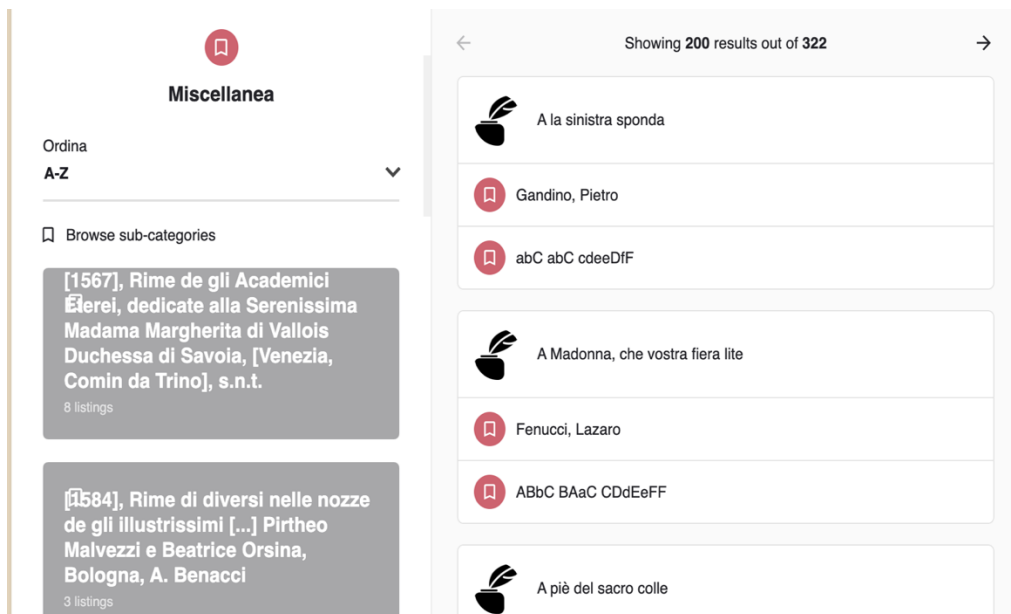 Miscellanea
Ordina
A-Z
Browse sub-categories
[1567], Rime de gli Academici
Eterei, dedicate alla Serenissima
Madama Margherita di Vallois
Duchessa di Savoia, [Venezia,
Comin da Trino], s.n.t.
8 listings
[1584], Rime di diversi nelle nozze
de gli illustrissimi [...] Pirtheo
Malvezzi e Beatrice Orsina,
Bologna, A. Benacci
3 listings
Showing 200 results out of 322
A la sinistra sponda
Gandino, Pietro
abC abC cdeeDfF
A Madonna, che vostra fiera lite
Fenucci, Lazaro
ABbC BAaC CDdEeFF
A piè del sacro colle